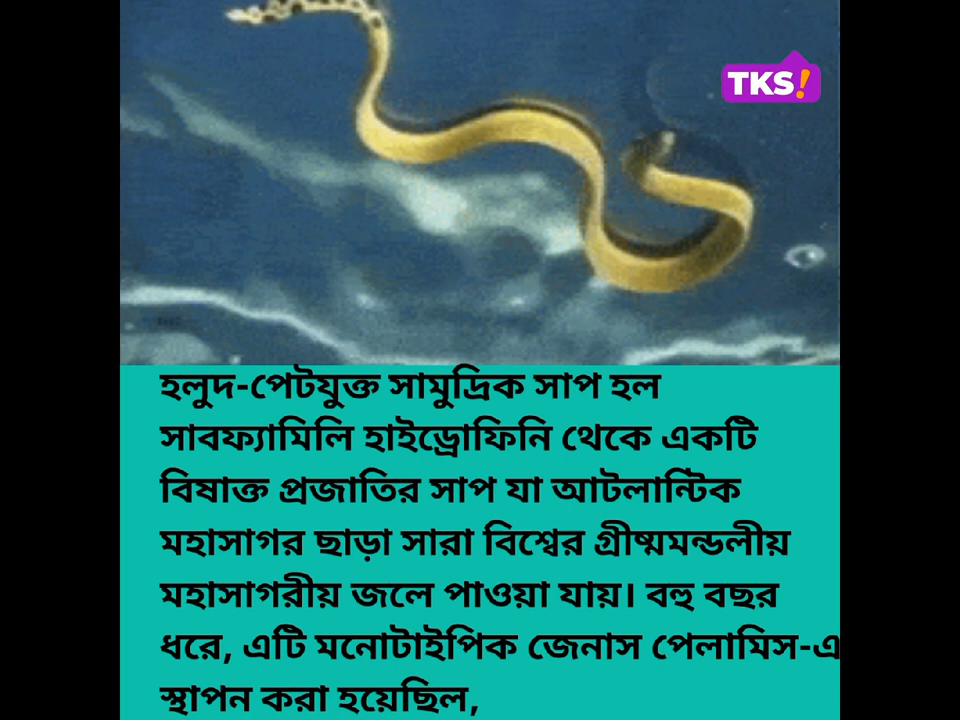 TKS!
হলুদ-পেটযুক্ত সামুদ্রিক সাপ হল
সাবফ্যামিলি হাইড্রোফিনি থেকে একটি
বিষাক্ত প্রজাতির সাপ যা আটলান্টিক
মহাসাগর ছাড়া সারা বিশ্বের গ্রীষ্মমন্ডলীয়
মহাসাগরীয় জলে পাওয়া যায়। বহু বছর
ধরে, এটি মনোটাইপিক জেনাস পেলামিস-এ
স্থাপন করা হয়েছিল,